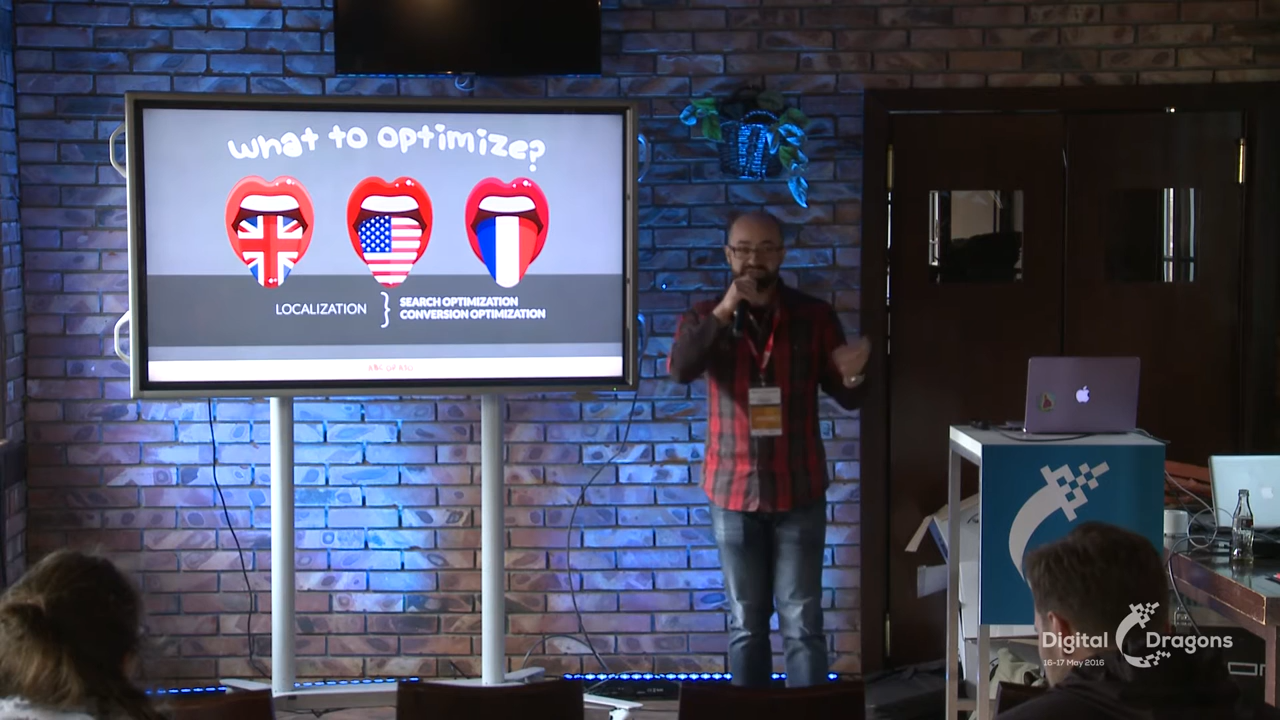 what to optimize?
LOCALIZATION
SEARCH OPTIMIZATION
CONVERSION OPTIMIZATION
Digital Dragons
16-17 May 2016